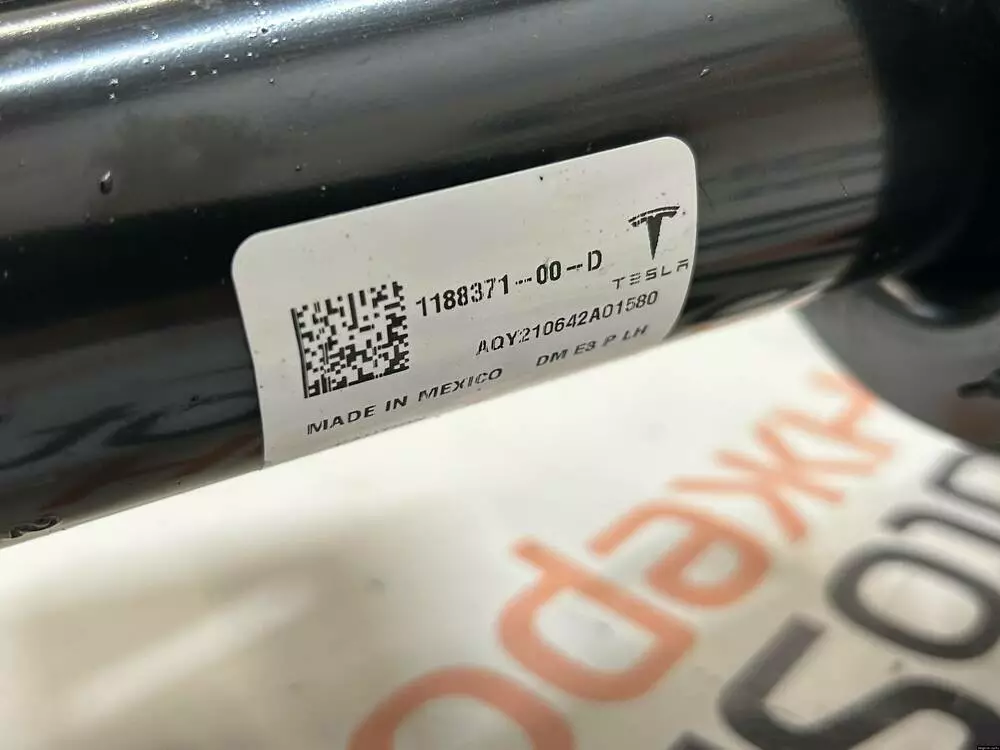 1188371-00-D
TESLA
AQY210642A01580
MADE IN MEXICO DM E3 P LH